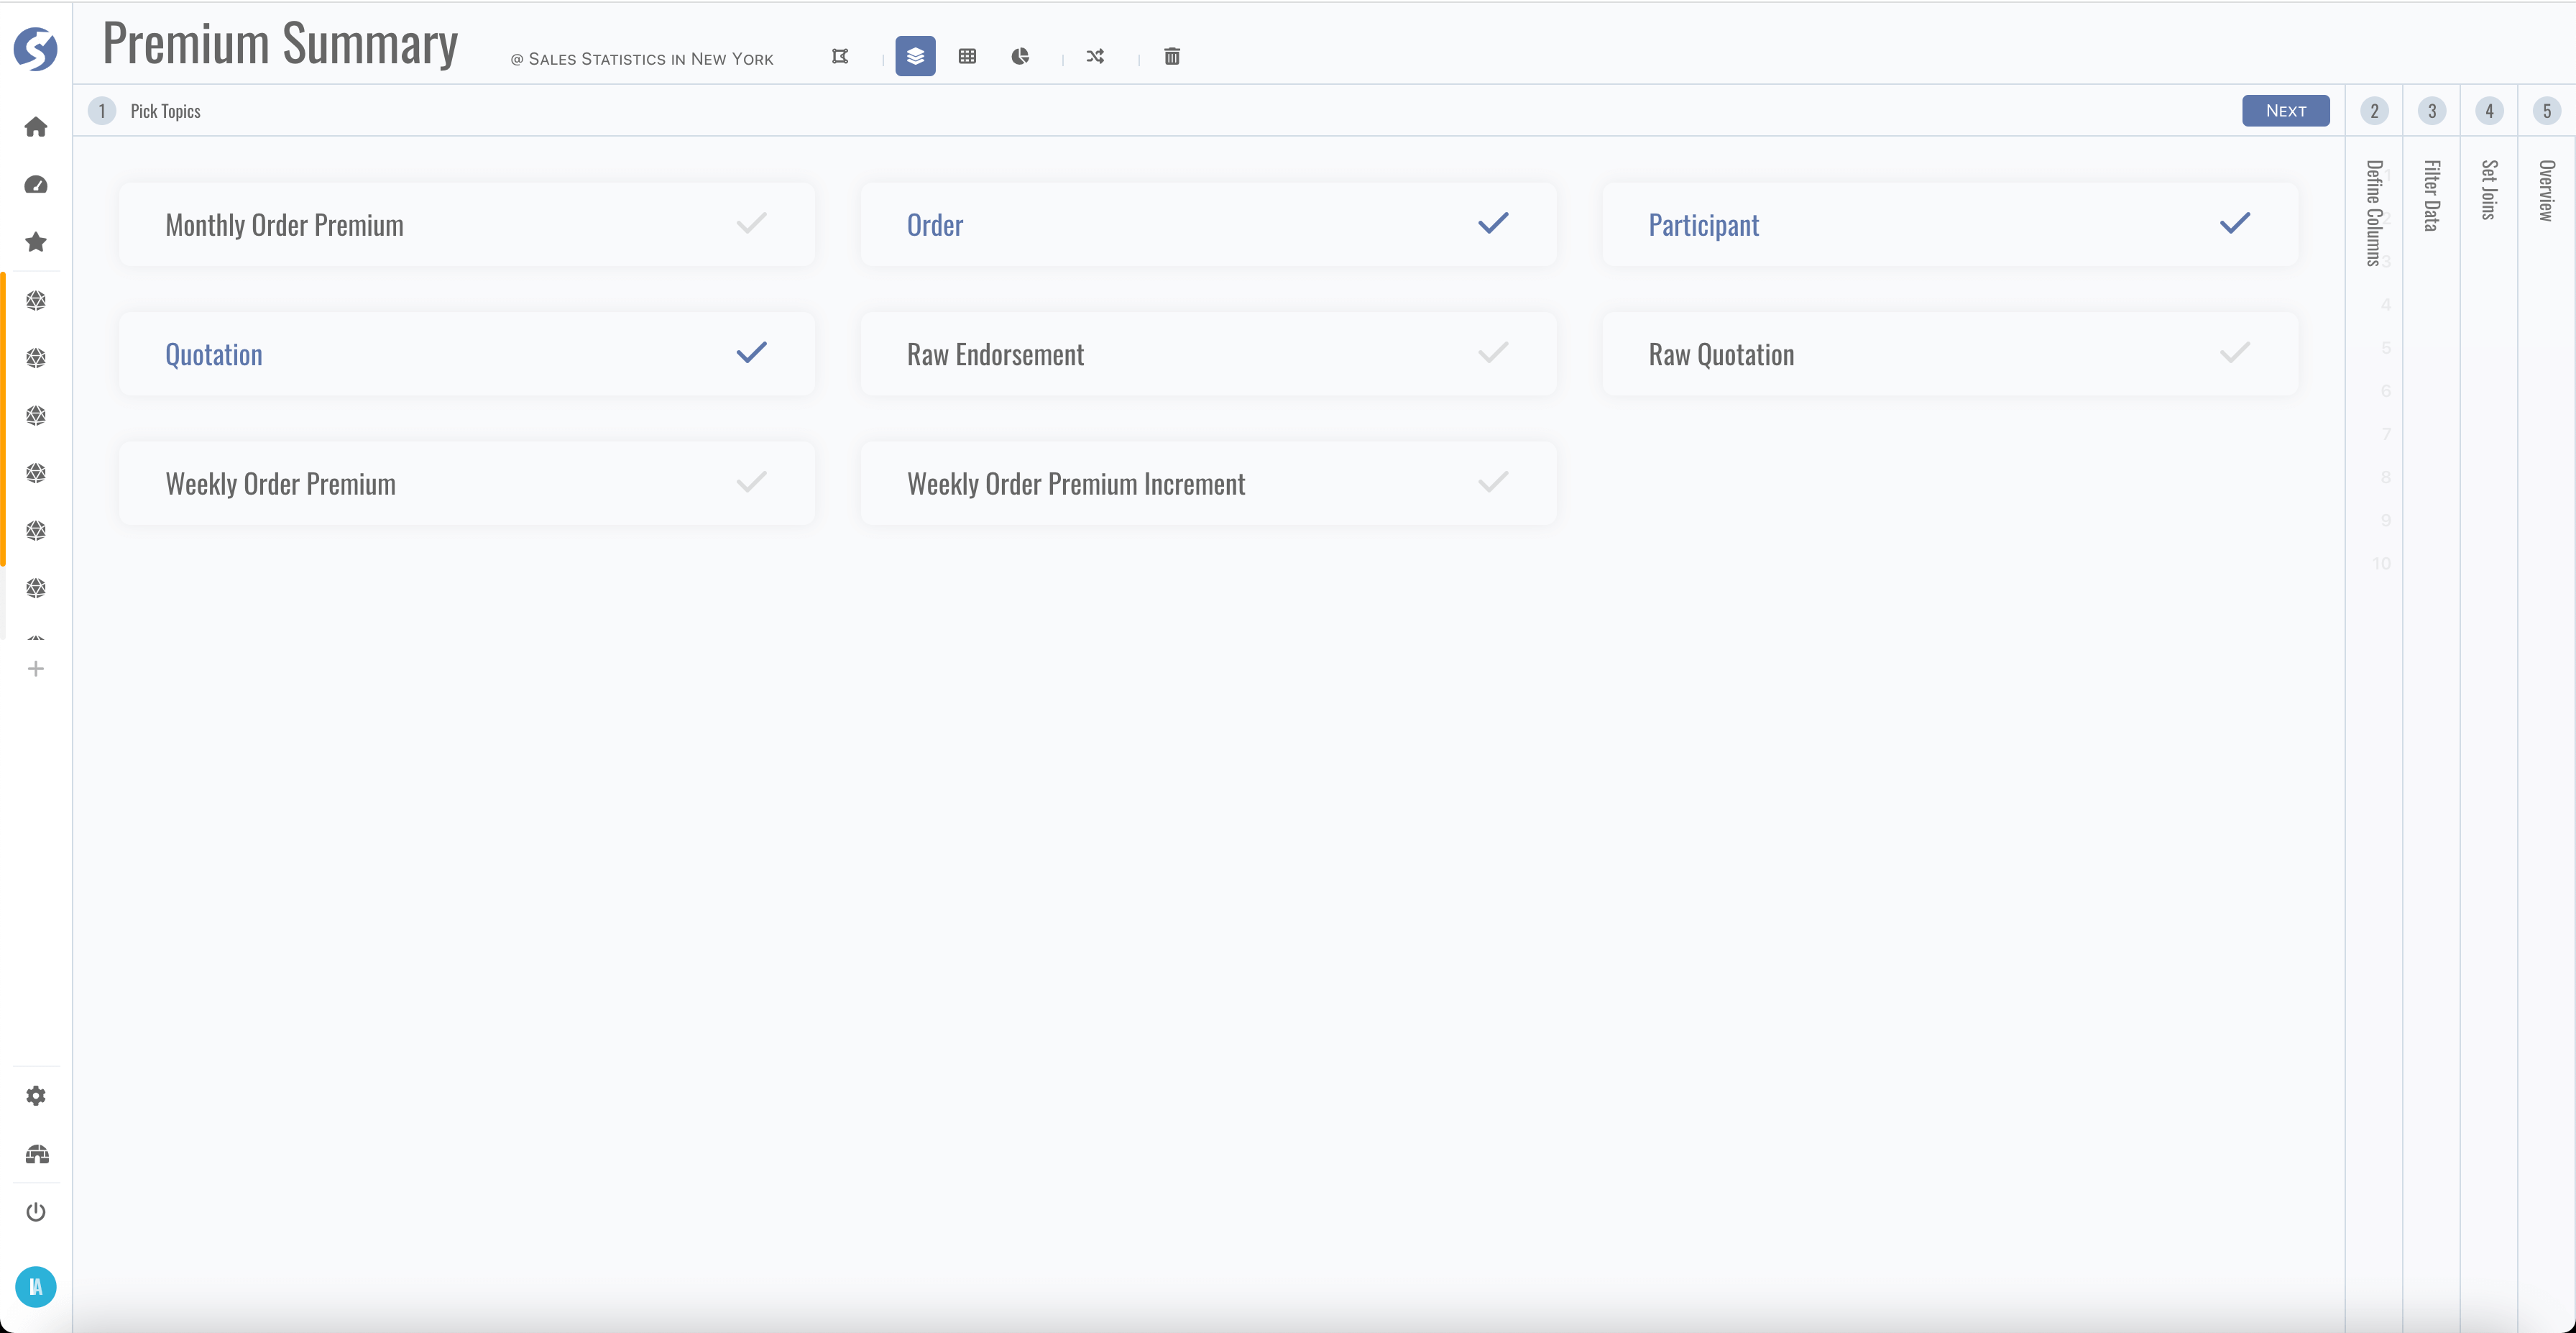 Premium Summary
@ Sales Statistics in New York
1 Pick Topics
Next
2
3
4
5
Monthly Order Premium
Order
Participant
Quotation
Raw Endorsement
Raw Quotation
Weekly Order Premium
Weekly Order Premium Increment
Define Columns
Filter Data
Set Joins
Overview
1
2
3
4
5
6
7
8
9
10
IA